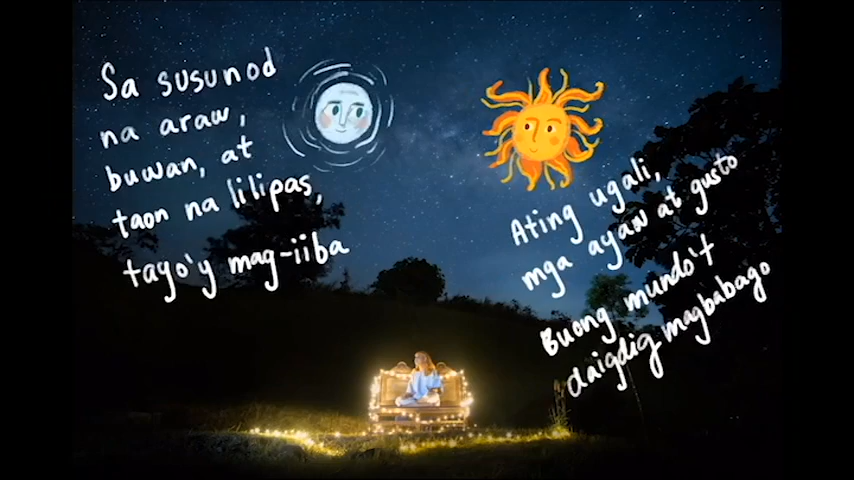 Sa susunod
na araw,
buwan, at
taon na lilipas,
tayo'y mag-iiba
Ating ugali,
mga ayaw at gusto
Buong mundo't
daigdig magbabago